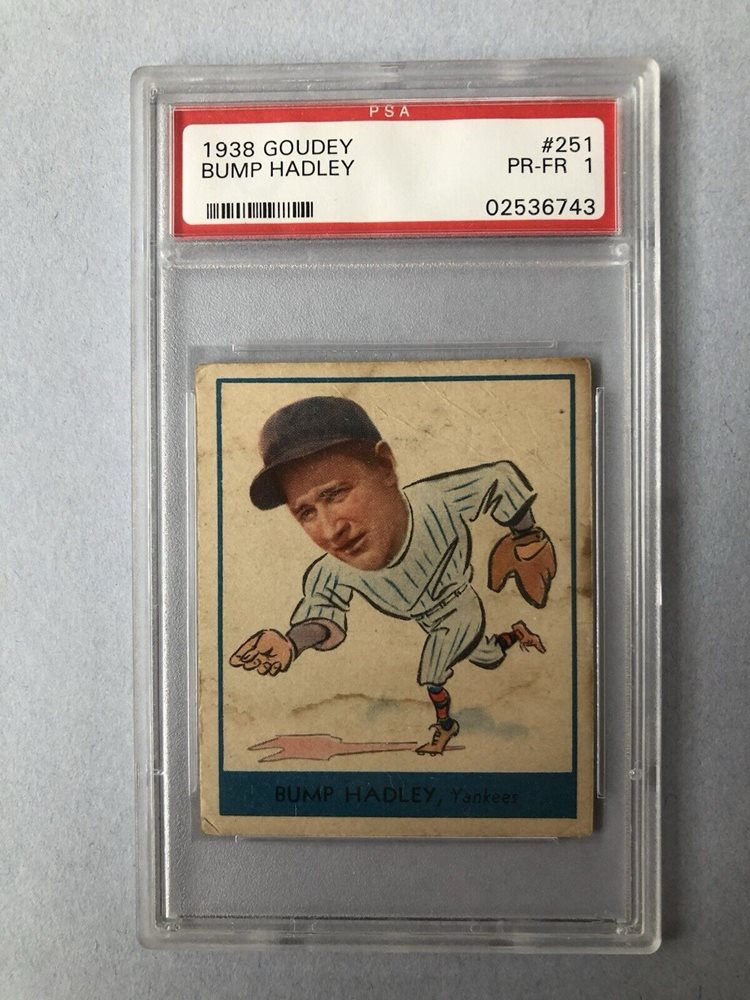 PSA
1938 GOUDEY #251
BUMP HADLEY PR-FR 1
02536743
BUMP HADLEY, Yankees